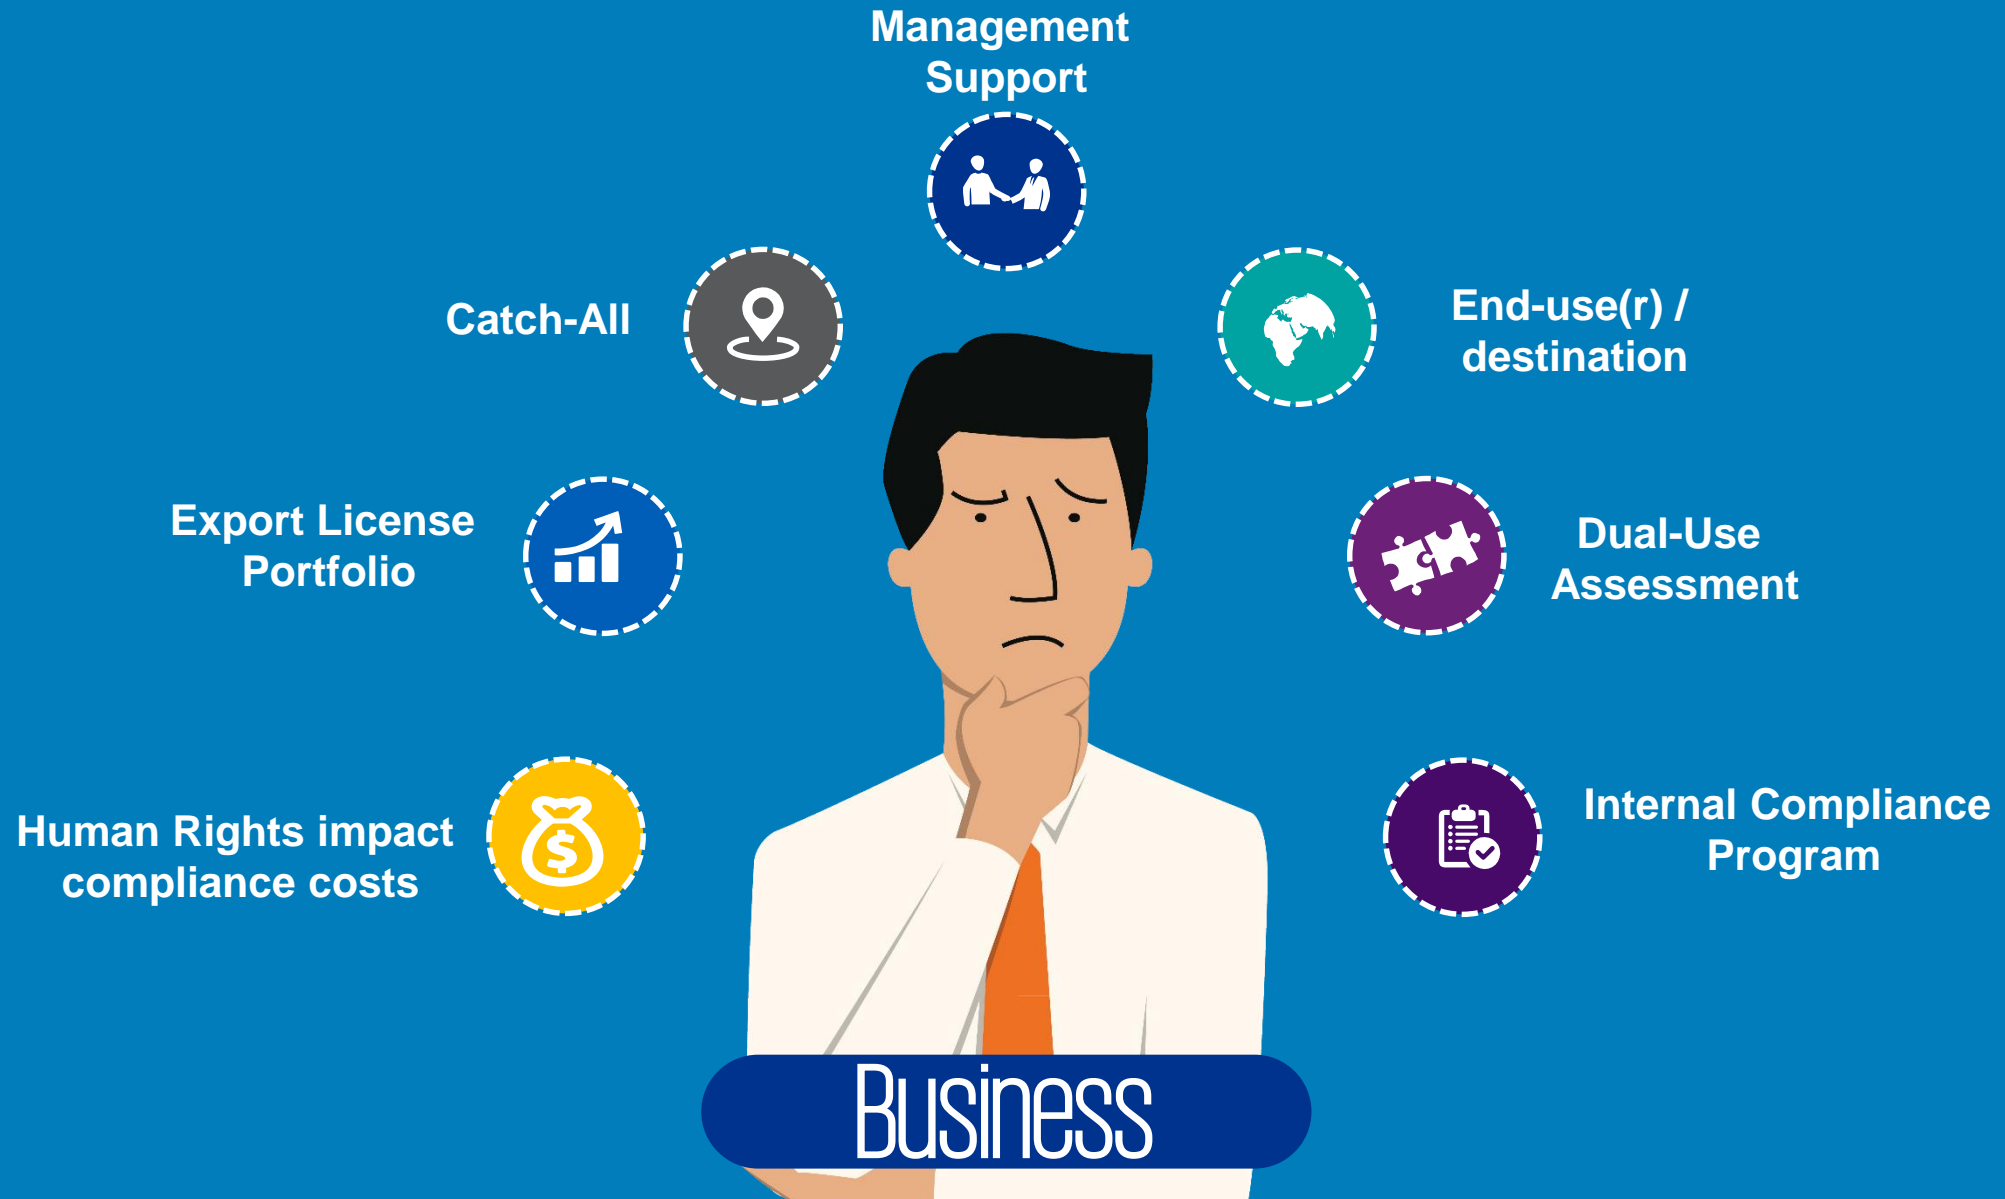 Management
Support
Catch-All
End-use(r) /
destination
Export License
Portfolio
Dual-Use
Assessment
Human Rights impact
compliance costs
$
Internal Compliance
Program
Business